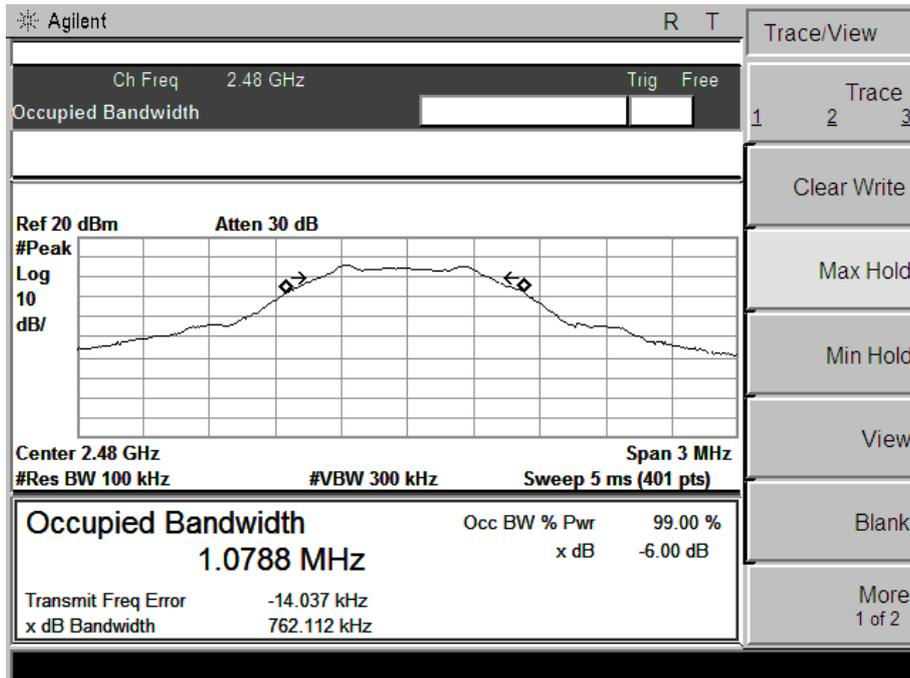 Agilent R T
Trace/View
Ch Freq 2.48 GHz Trig Free
Occupied Bandwidth
Trace
1 2 3
Clear Write
Max Hold
Min Hold
View
Blank
More
1 of 2
Ref 20 dBm Atten 30 dB
#Peak
Log
10
dB/
Center 2.48 GHz Span 3 MHz
#Res BW 100 kHz #VBW 300 kHz Sweep 5 ms (401 pts)
Occupied Bandwidth Occ BW % Pwr 99.00 %
1.0788 MHz x dB -6.00 dB
Transmit Freq Error -14.037 kHz
x dB Bandwidth 762.112 kHz